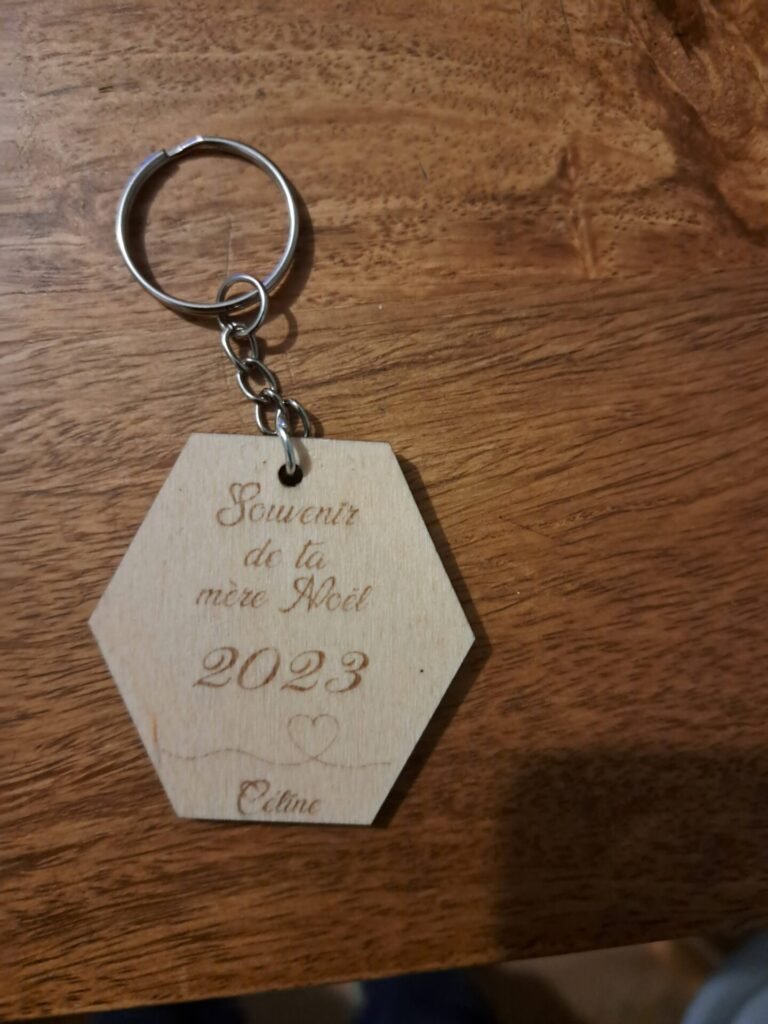 Souvenir
de ta
mère Noël
2023
Céline